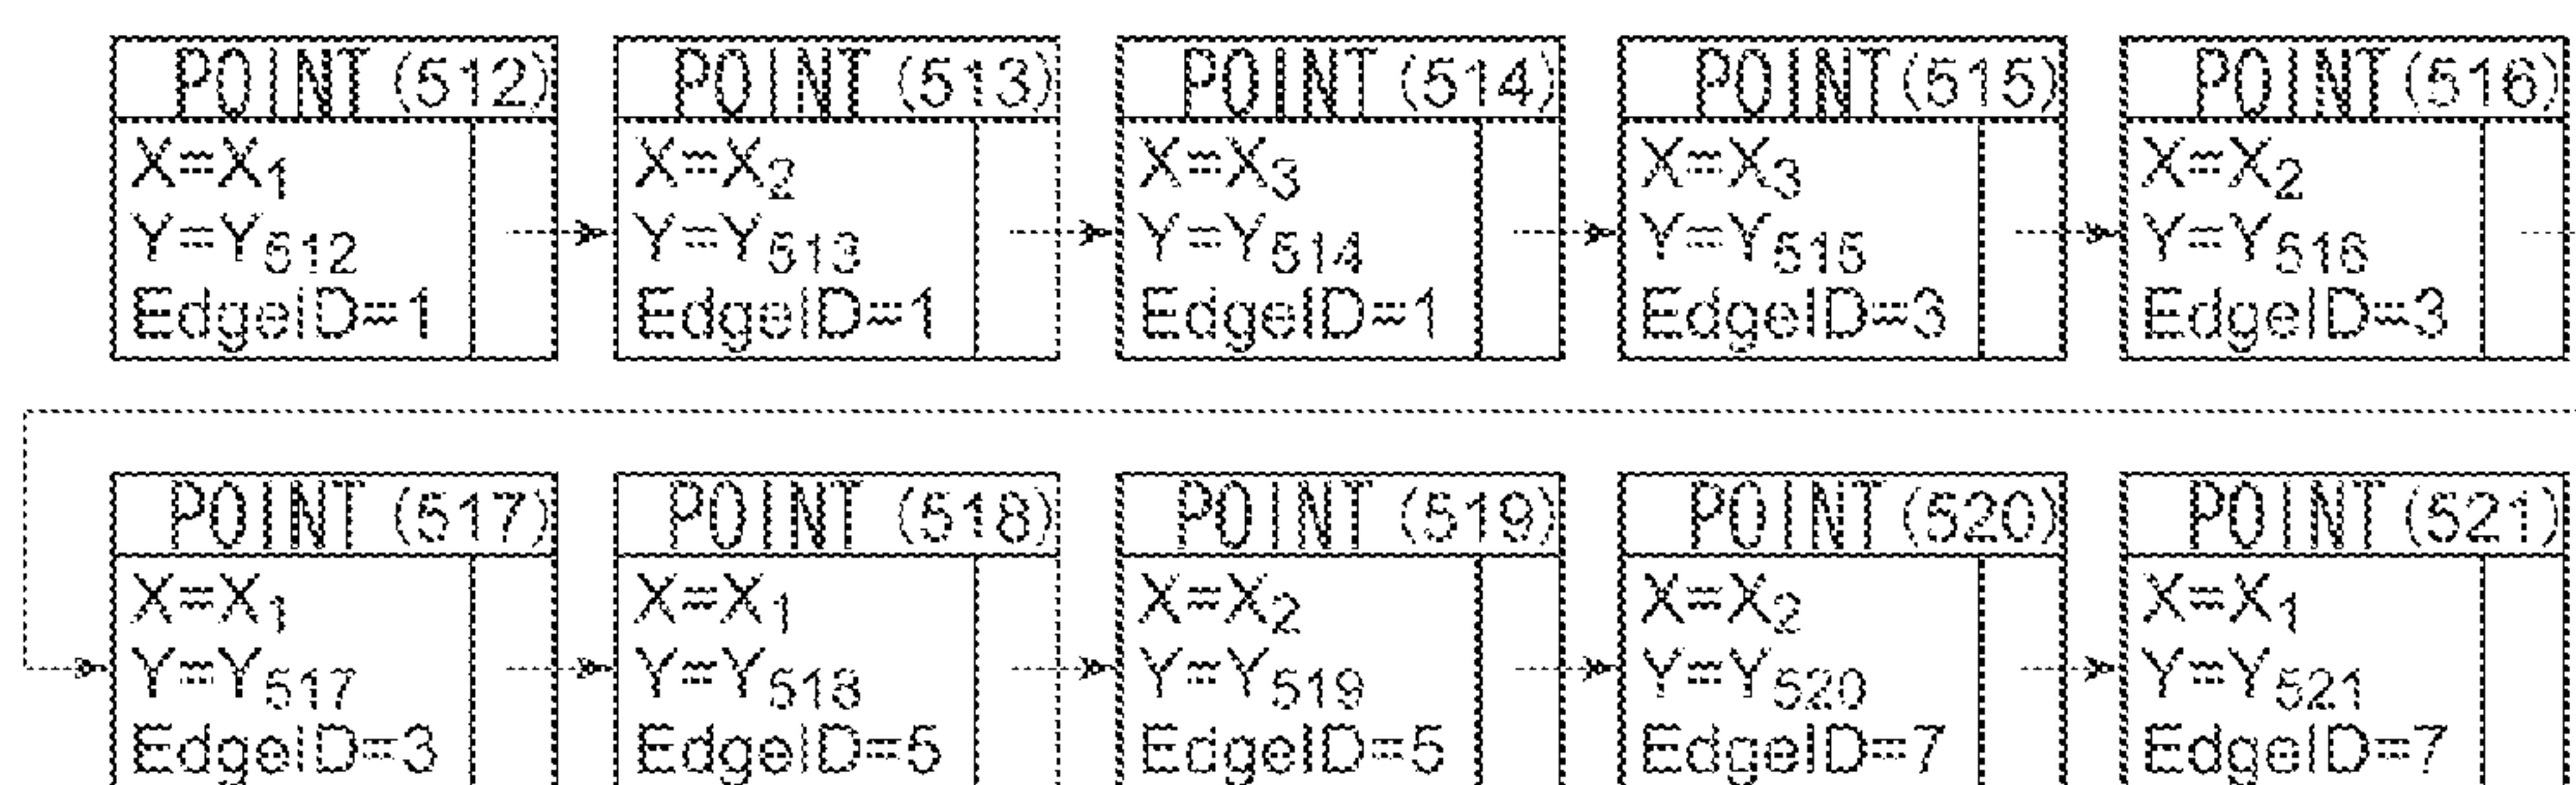 POINT (512) POINT (513) POINT (514) POINT (515) POINT (516)
X=X1 X=X2 X=X3 X=X3 X=X2
Y=Y512 Y=Y513 Y=Y514 Y=Y515 Y=Y516
EdgeID=1 EdgeID=1 EdgeID=1 EdgeID=3 EdgeID=3
POINT (517) POINT (518) POINT (519) POINT (520) POINT (521)
X=X1 X=X1 X=X2 X=X2 X=X1
Y=Y517 Y=Y518 Y=Y519 Y=Y520 Y=Y521
EdgeID=3 EdgeID=5 EdgeID=5 EdgeID=7 EdgeID=7